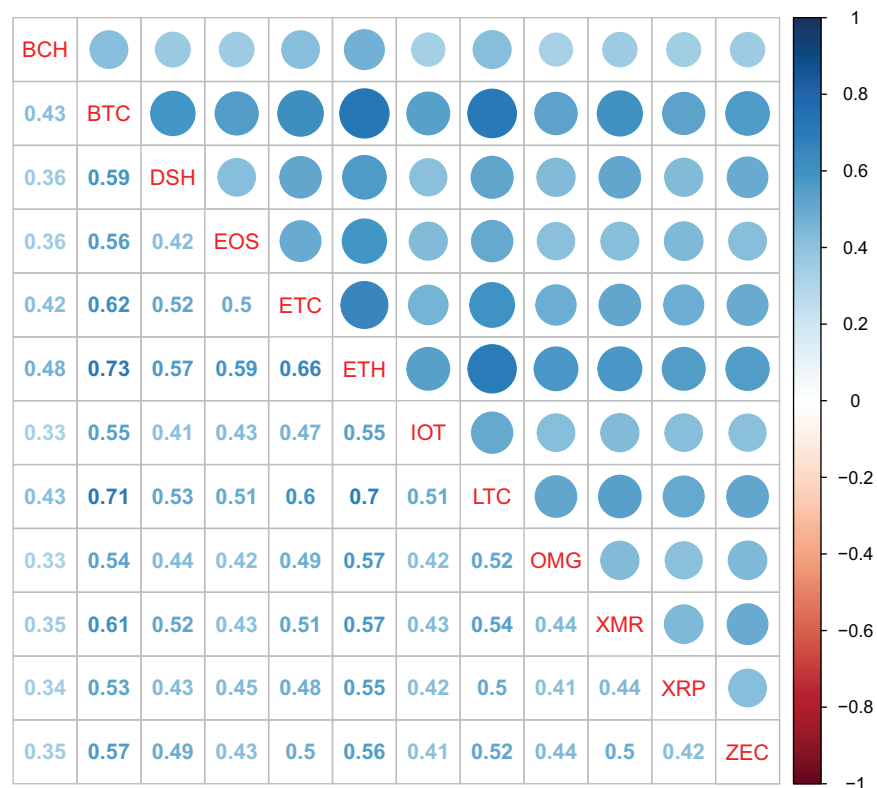 BCH
0.43 BTC
0.36 0.59 DSH
0.36 0.56 0.42 EOS
0.42 0.62 0.52 0.5 ETC
0.48 0.73 0.57 0.59 0.66 ETH
0.33 0.55 0.41 0.43 0.47 0.55 IOT
0.43 0.71 0.53 0.51 0.6 0.7 0.51 LTC
0.33 0.54 0.44 0.42 0.49 0.57 0.42 0.52 OMG
0.35 0.61 0.52 0.43 0.51 0.57 0.43 0.54 0.44 XMR
0.34 0.53 0.43 0.45 0.48 0.55 0.42 0.5 0.41 0.44 XRP
0.35 0.57 0.49 0.43 0.5 0.56 0.41 0.52 0.44 0.5 0.42 ZEC
1
0.8
0.6
0.4
0.2
0
−0.2
−0.4
−0.6
−0.8
−1